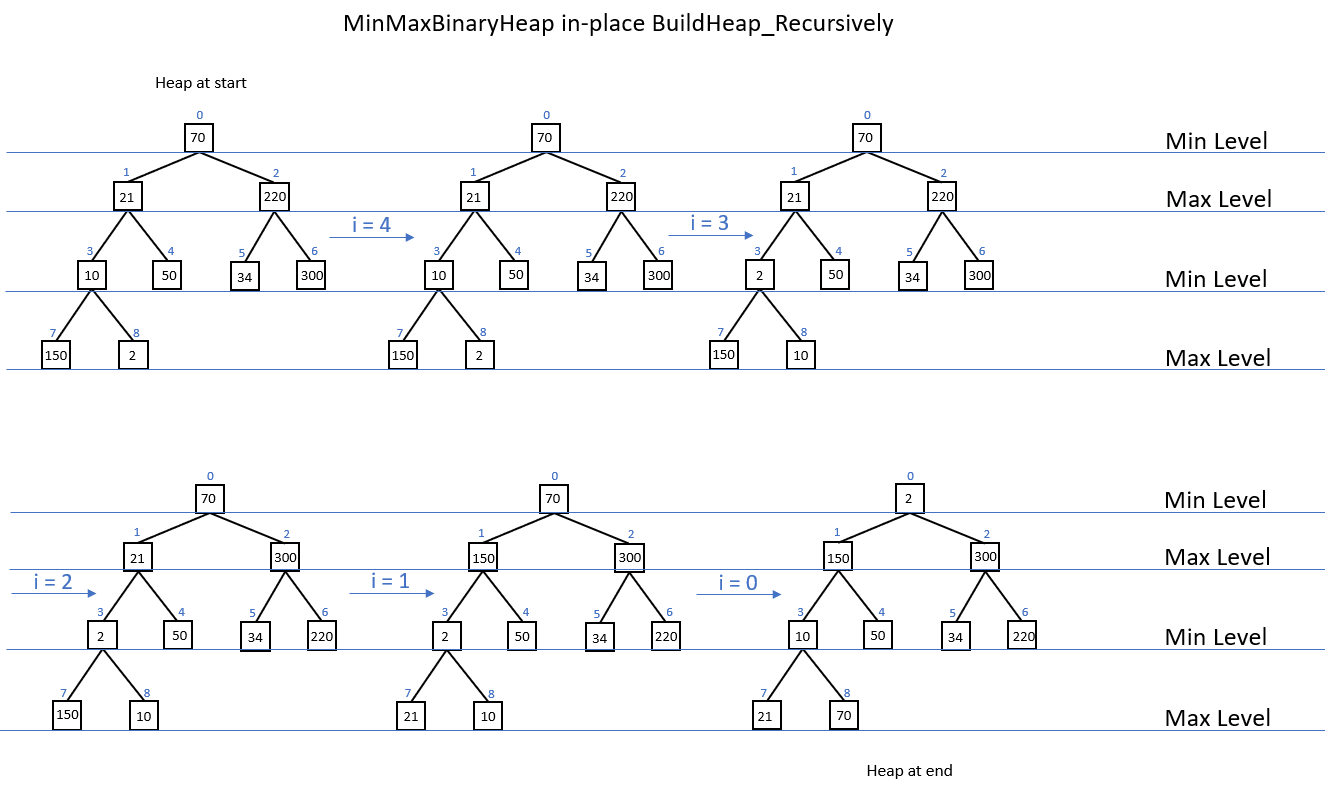 MinMaxBinaryHeap in-place BuildHeap_Recursively
Heap at start
0 0 0
70 70 70 Min Level
1 2 1 2 1 2
21 220 21 220 21 220 Max Level
i = 4 i = 3
3 4 5 6 3 4 5 6 3 4 5 6
10 50 34 300 10 50 34 300 2 50 34 300 Min Level
7 8 7 8 7 8
150 2 150 2 150 10 Max Level
0 0 0
70 70 2 Min Level
1 2 1 2 1 2
21 300 150 300 150 300 Max Level
i = 2 i = 1 i = 0
3 4 5 6 3 4 5 6 3 4 5 6
2 50 34 220 2 50 34 220 10 50 34 220 Min Level
7 8 7 8 7 8
150 10 21 10 21 70 Max Level
Heap at end